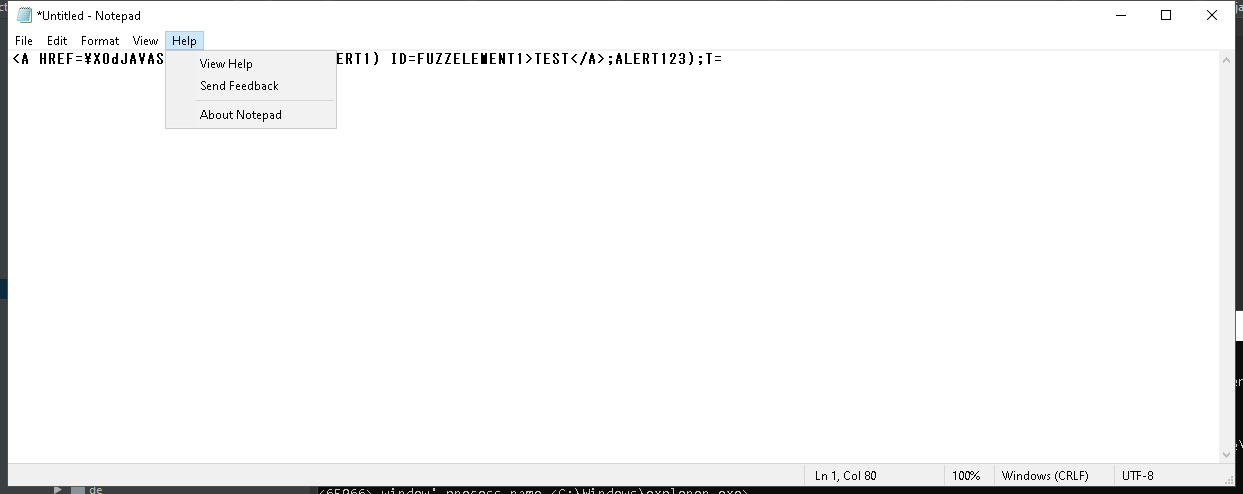 *Untitled - Notepad
File Edit Format View Help
<A HREF=¥X0dJAVAS ERT1) ID=FUZZELEMENT1>TEST</A>;ALERT123);T=
View Help
Send Feedback
About Notepad
Ln 1, Col 80 100% Windows (CRLF) UTF-8
de
<65966> window' process name <C:\Windows\explorer.exe>